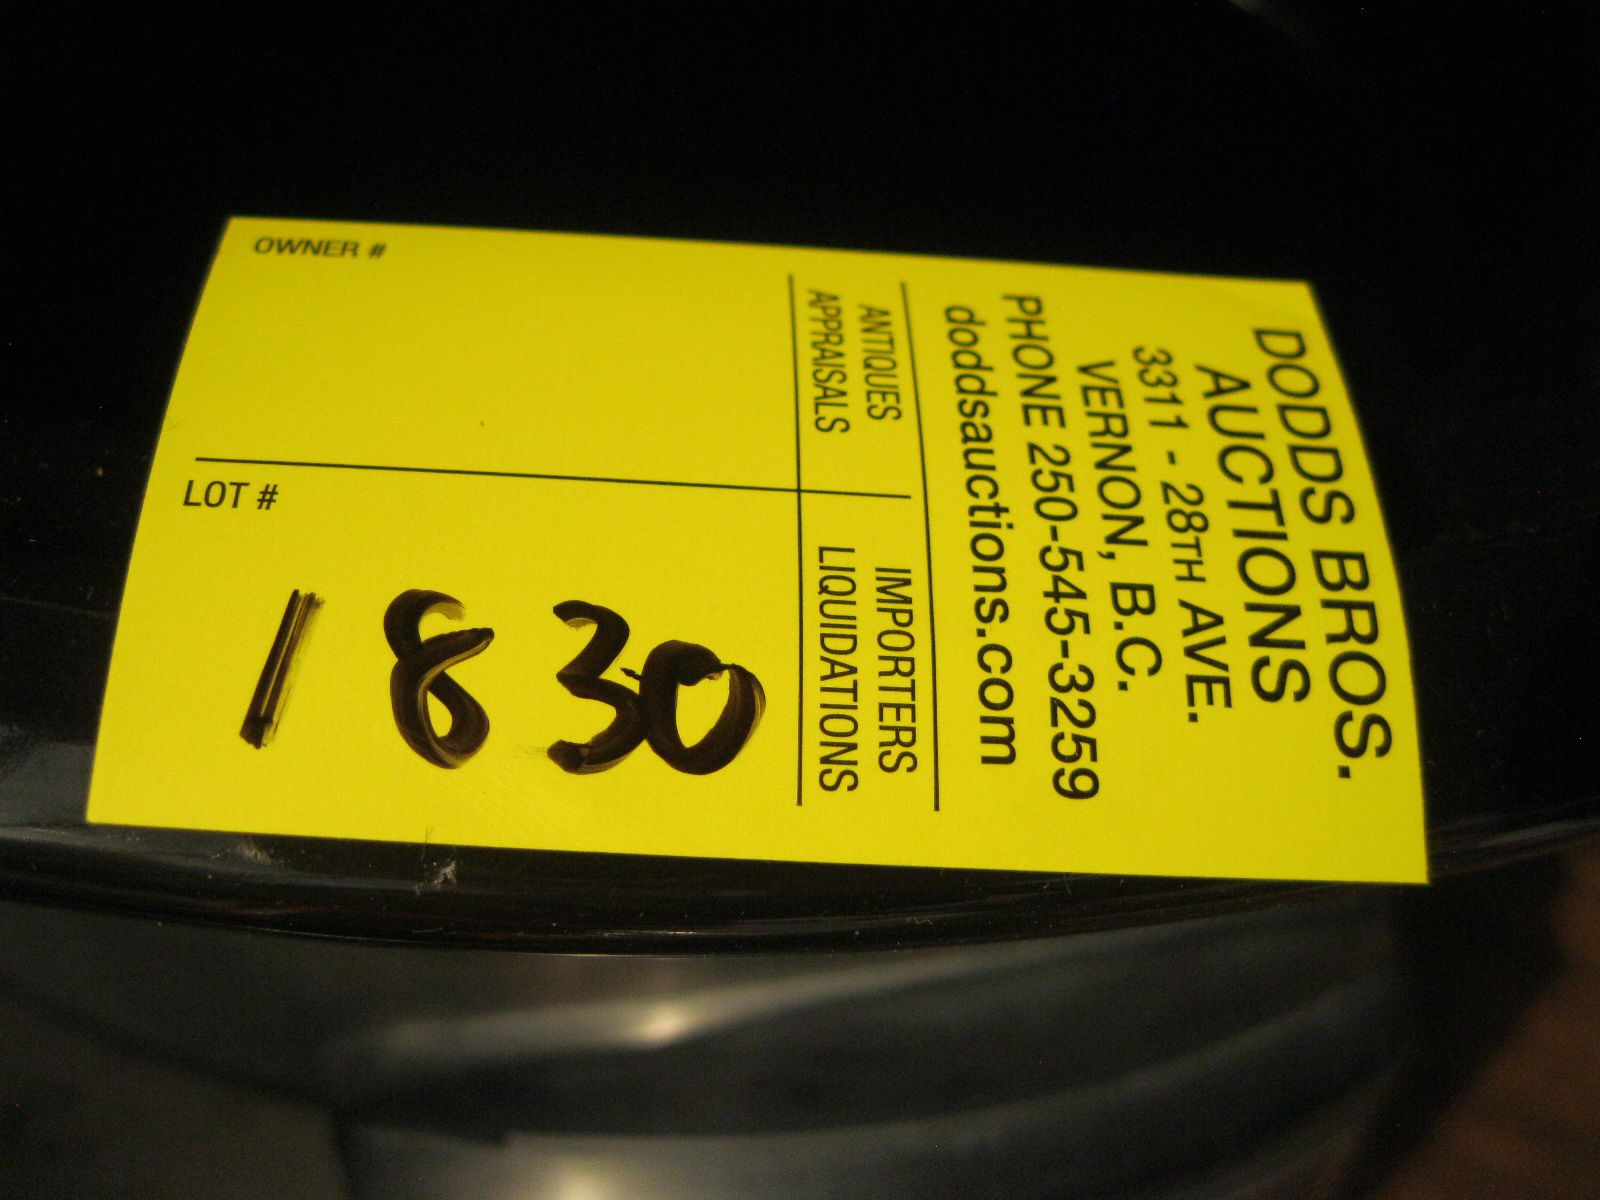 DODDS BROS.
AUCTIONS
3311 - 28TH AVE.
VERNON, B.C.
PHONE 250-545-3259
doddsauctions.com
ANTIQUES
APPRAISALS
IMPORTERS
LIQUIDATIONS
OWNER #
LOT #
1830